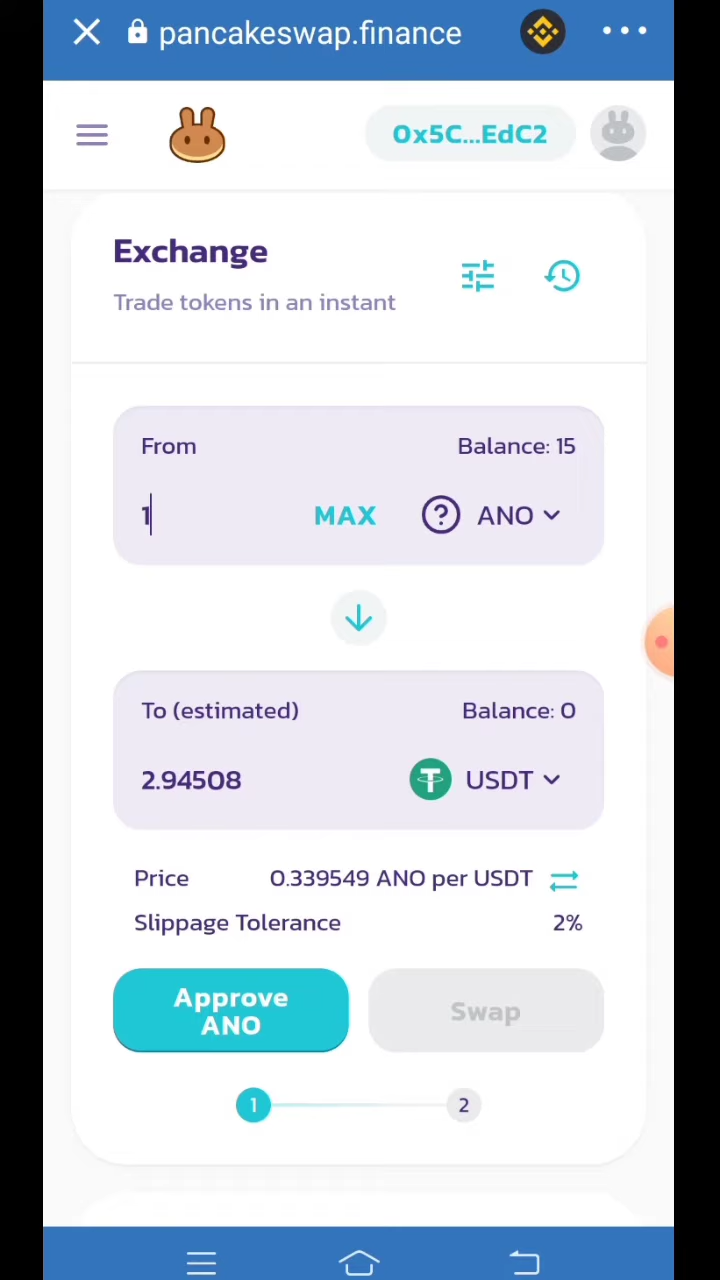 pancakeswap.finance
0x5C...EdC2
Exchange
Trade tokens in an instant
From Balance: 15
1 MAX ? ANO
To (estimated) Balance: 0
2.94508 USDT
Price 0.339549 ANO per USDT
Slippage Tolerance 2%
Approve
ANO
Swap
1 2